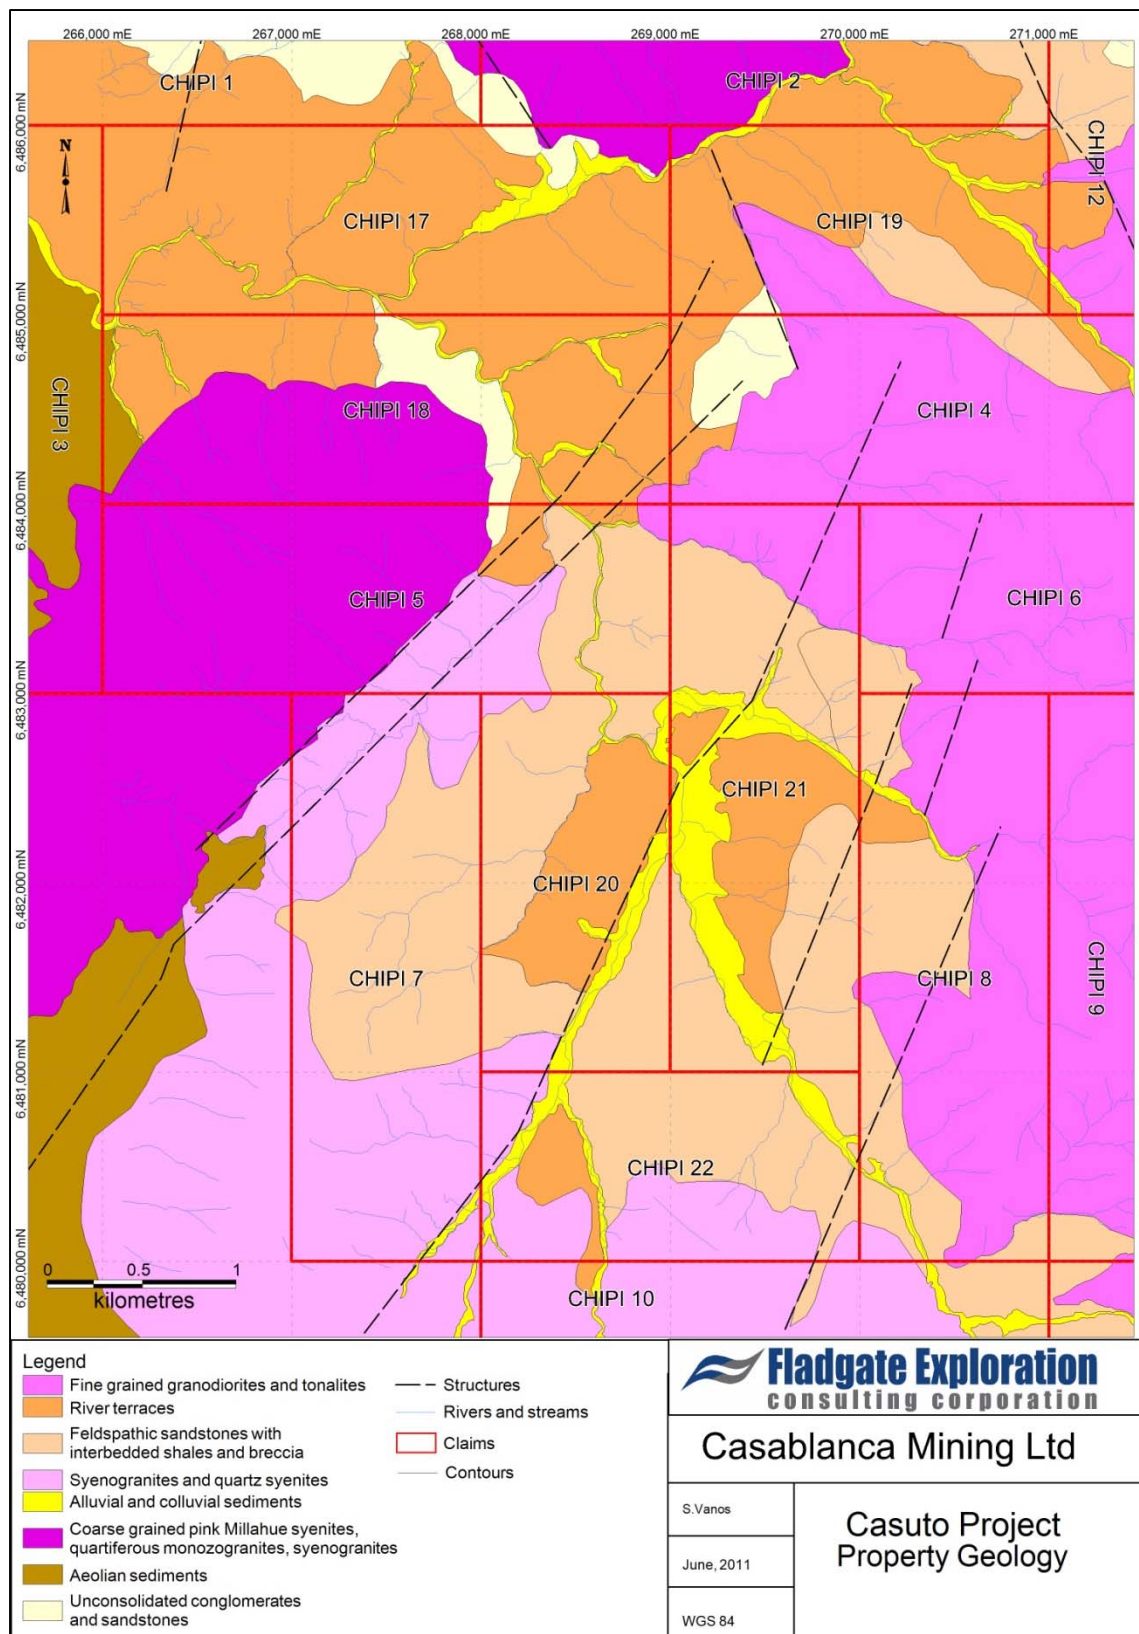 266,000 mE
267,000 mE
268,000 mE
269,000 mE
270,000 mE
271,000 mE
CHIPI 1
CHIPI 2
6,486,000 mN
N
CHIPI 12
CHIPI 17
CHIPI 19
6,485,000 mN
CHIPI 3
CHIPI 18
CHIPI 4
6,484,000 mN
CHIPI 5
CHIPI 6
6,483,000 mN
CHIPI 21
6,482,000 mN
CHIPI 20
CHIPI 7
CHIPI 8
CHIPI 9
6,481,000 mN
CHIPI 22
6,480,000 mN
0 0.5 1
kilometres
CHIPI 10
Legend
Fine grained granodiorites and tonalites
River terraces
Feldspathic sandstones with
interbedded shales and breccia
Syenogranites and quartz syenites
Alluvial and colluvial sediments
Coarse grained pink Millahue syenites,
quartiferous monozogranites, syenogranites
Aeolian sediments
Unconsolidated conglomerates
and sandstones
Structures
Rivers and streams
Claims
Contours
Fladgate Exploration
consulting corporation
Casablanca Mining Ltd
S.Vanos
June, 2011
WGS 84
Casuto Project
Property Geology